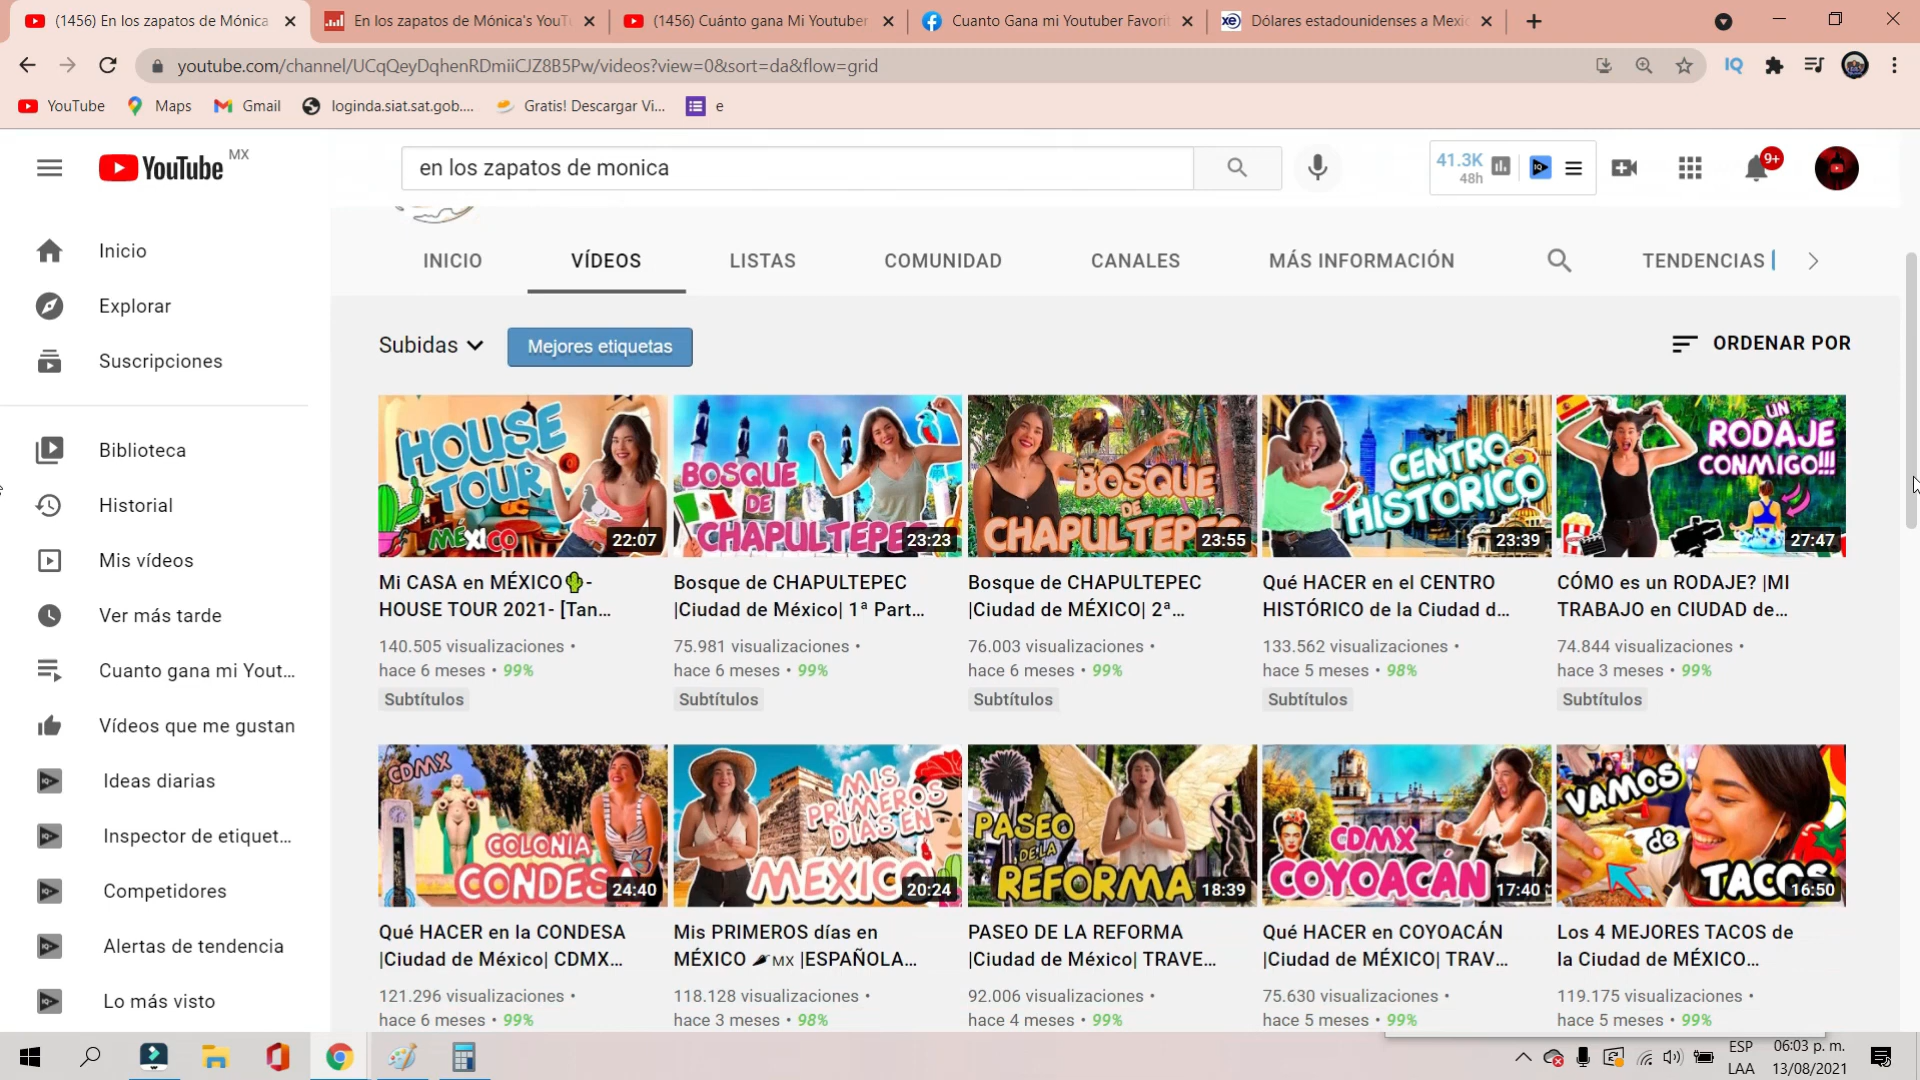 (1456) En los zapatos de Mónica
En los zapatos de Mónica's YouT
(1456) Cuánto gana Mi Youtuber
Cuanto Gana mi Youtuber Favorit
Dólares estadounidenses a Mexic
youtube.com/channel/UCqQeyDqhenRDmiiCJZ8B5Pw/videos?view=0&sort=da&flow=grid
IQ
YouTube
Maps
Gmail
loginda.siat.sat.gob....
Gratis! Descargar Vi...
e
YouTube MX
en los zapatos de monica
41.3K
48h
9+
INICIO
VÍDEOS
LISTAS
COMUNIDAD
CANALES
MÁS INFORMACIÓN
TENDENCIAS
Inicio
Explorar
Suscripciones
Biblioteca
Historial
Mis vídeos
Ver más tarde
Cuanto gana mi Yout...
Vídeos que me gustan
Ideas diarias
Inspector de etiquet...
Competidores
Alertas de tendencia
Lo más visto
Subidas
Mejores etiquetas
ORDENAR POR
HOUSE
TOUR
MÉXICO
22:07
BOSQUE
DE
CHAPULTEPEC
23:23
BOSQUE
DE
CHAPULTEPEC
23:55
CENTRO
HISTÓRICO
23:39
UN
RODAJE
CONMIGO!!!
27:47
Mi CASA en MÉXICO🌵-
HOUSE TOUR 2021- [Tan...
140.505 visualizaciones •
hace 6 meses • 99%
Subtítulos
Bosque de CHAPULTEPEC
|Ciudad de México| 1ª Part...
75.981 visualizaciones •
hace 6 meses • 99%
Subtítulos
Bosque de CHAPULTEPEC
|Ciudad de MÉXICO| 2ª...
76.003 visualizaciones •
hace 6 meses • 99%
Subtítulos
Qué HACER en el CENTRO
HISTÓRICO de la Ciudad d...
133.562 visualizaciones •
hace 5 meses • 98%
Subtítulos
CÓMO es un RODAJE? |MI
TRABAJO en CIUDAD de...
74.844 visualizaciones •
hace 3 meses • 99%
Subtítulos
CDMX
COLONIA
CONDESA
24:40
MIS
PRIMEROS
DÍAS EN
MÉXICO
20:24
PASEO
DE LA
REFORMA
18:39
CDMX
COYOACÁN
17:40
VAMOS
de
TACOS
16:50
Qué HACER en la CONDESA
|Ciudad de México| CDMX...
121.296 visualizaciones •
hace 6 meses • 99%
Mis PRIMEROS días en
MÉXICO 🌶MX |ESPAÑOLA...
118.128 visualizaciones •
hace 3 meses • 98%
PASEO DE LA REFORMA
|Ciudad de México| TRAVE...
92.006 visualizaciones •
hace 4 meses • 99%
Qué HACER en COYOACÁN
|Ciudad de MÉXICO| TRAV...
75.630 visualizaciones •
hace 5 meses • 99%
Los 4 MEJORES TACOS de
la Ciudad de MÉXICO...
119.175 visualizaciones •
hace 5 meses • 99%
ESP
LAA
06:03 p. m.
13/08/2021